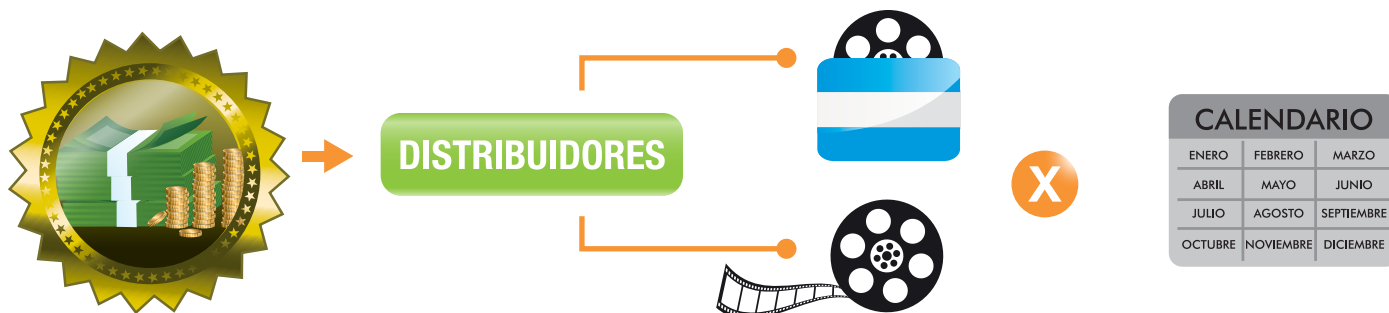 DISTRIBUIDORES
X
CALENDARIO
ENERO FEBRERO MARZO
ABRIL MAYO JUNIO
JULIO AGOSTO SEPTIEMBRE
OCTUBRE NOVIEMBRE DICIEMBRE